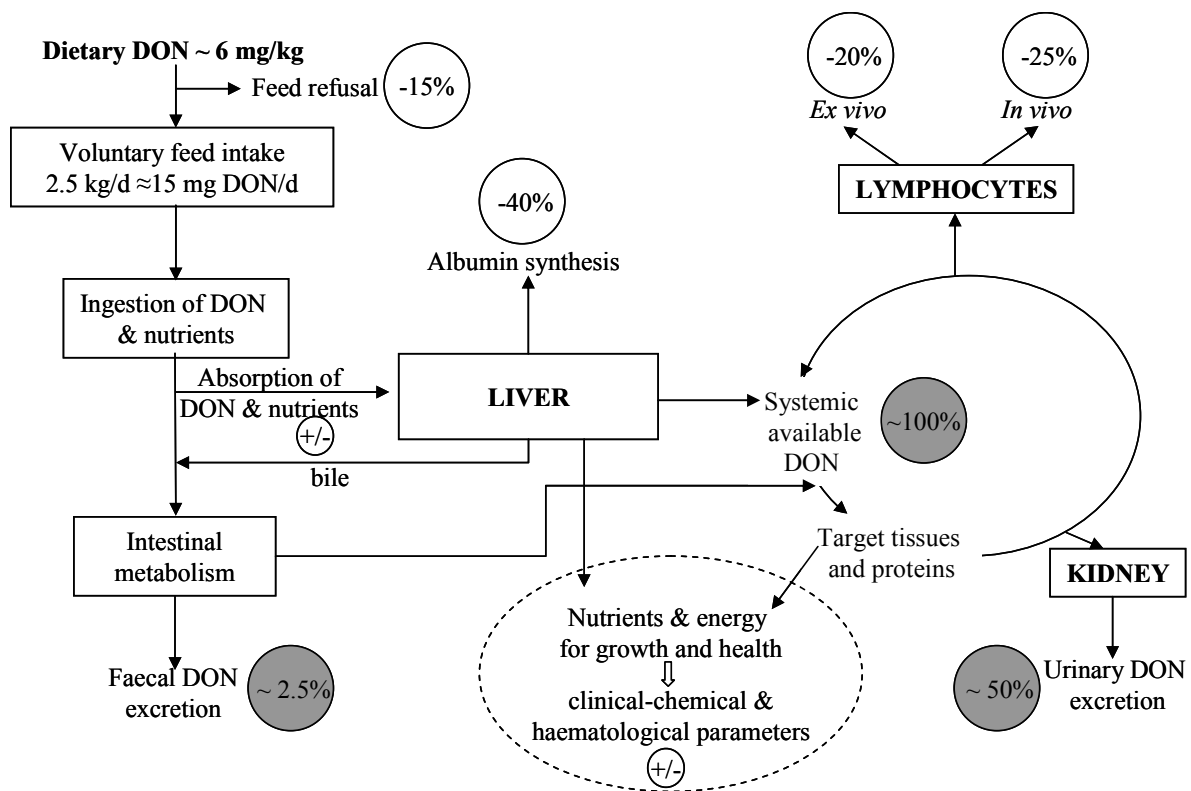 Dietary DON ~ 6 mg/kg
Feed refusal
-15%
Voluntary feed intake
2.5 kg/d ≈15 mg DON/d
Ingestion of DON
& nutrients
Absorption of
DON & nutrients
+/-
bile
Intestinal
metabolism
Faecal DON
excretion
~ 2.5%
-40%
Albumin synthesis
LIVER
-20%
Ex vivo
-25%
In vivo
LYMPHOCYTES
Systemic
available
DON
~100%
Target tissues
and proteins
Nutrients & energy
for growth and health
clinical-chemical &
haematological parameters
+/-
KIDNEY
~ 50%
Urinary DON
excretion